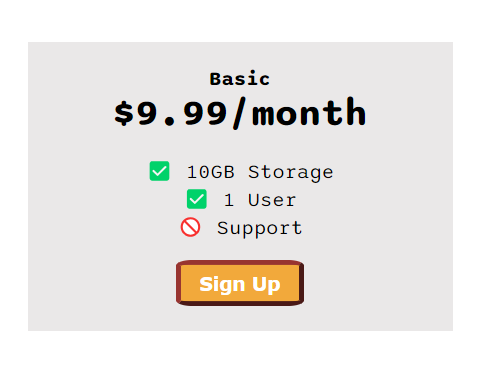 Basic
$9.99/month
✅ 10GB Storage
✅ 1 User
🚫 Support
Sign Up